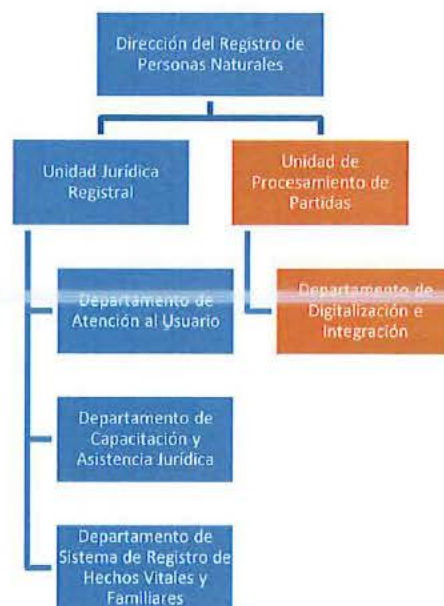 Dirección del Registro de
Personas Naturales
Unidad Jurídica
Registral
Unidad de
Procesamiento de
Partidas
Departamento de
Atención al Usuario
Departamento de
Digitalización e
Integración
Departamento de
Capacitación y
Asistencia Jurídica
Departamento de
Sistema de Registro de
Hechos Vitales y
Familiares